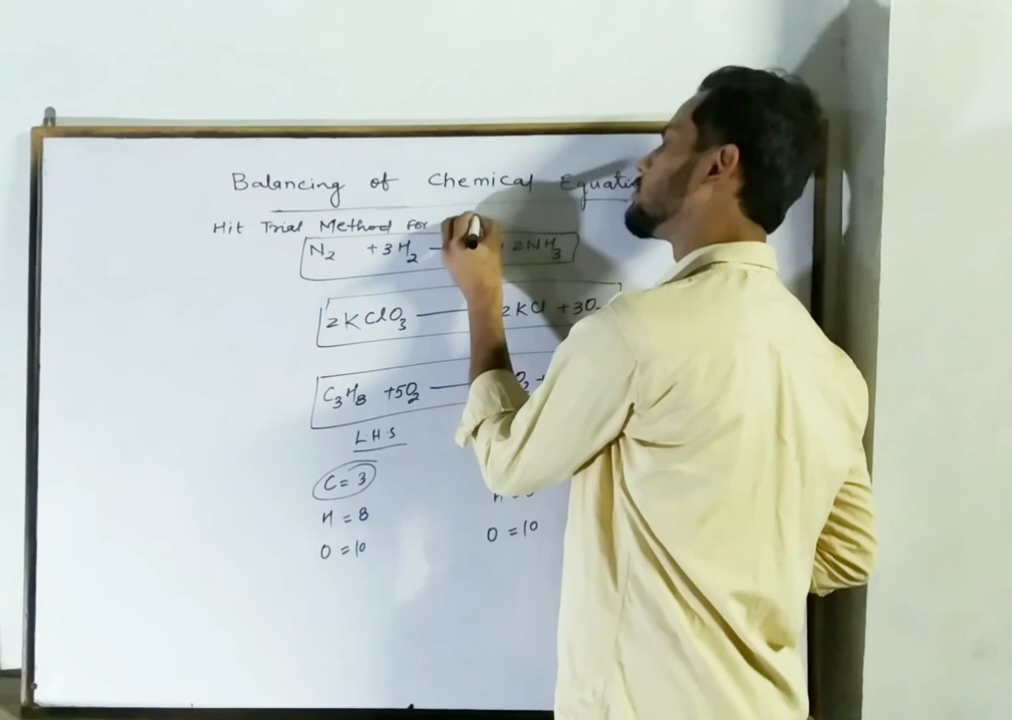 Balancing of Chemical Equati
Hit Trial Method For
N₂ + 3H₂ — 2NH₃
2KClO₃ — 2KCl + 3O
C₃H₈ + 5O₂ — O₂ +
L.H.S
C = 3
H = 8
O = 10 O = 10